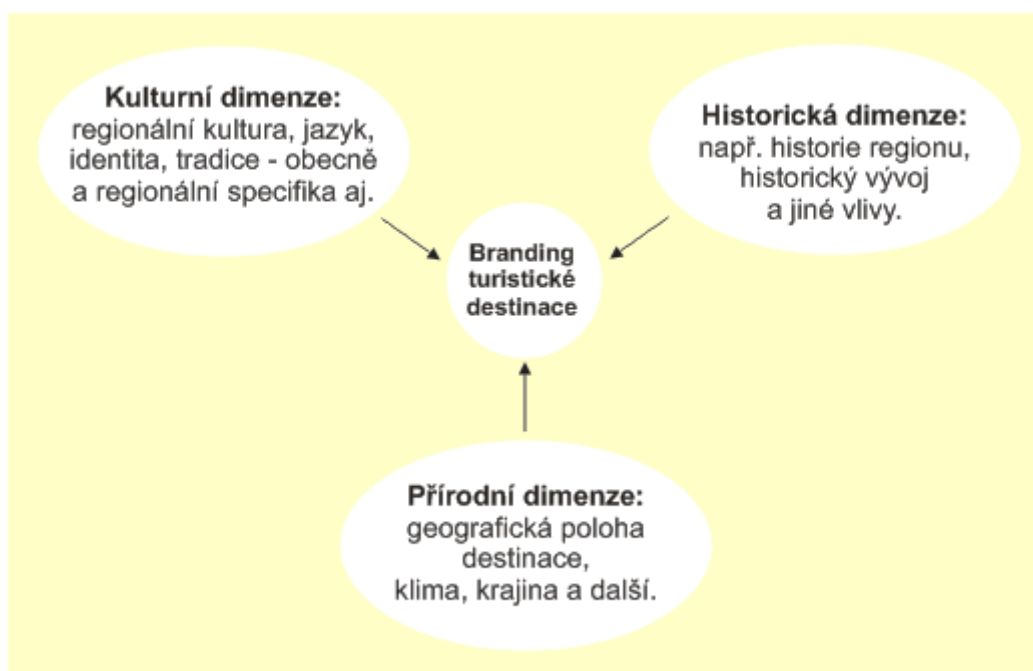 Kulturní dimenze:
regionální kultura, jazyk,
identita, tradice - obecně
a regionální specifika aj.
Historická dimenze:
např. historie regionu,
historický vývoj
a jiné vlivy.
Branding
turistické
destinace
Přírodní dimenze:
geografická poloha
destinace,
klima, krajina a další.